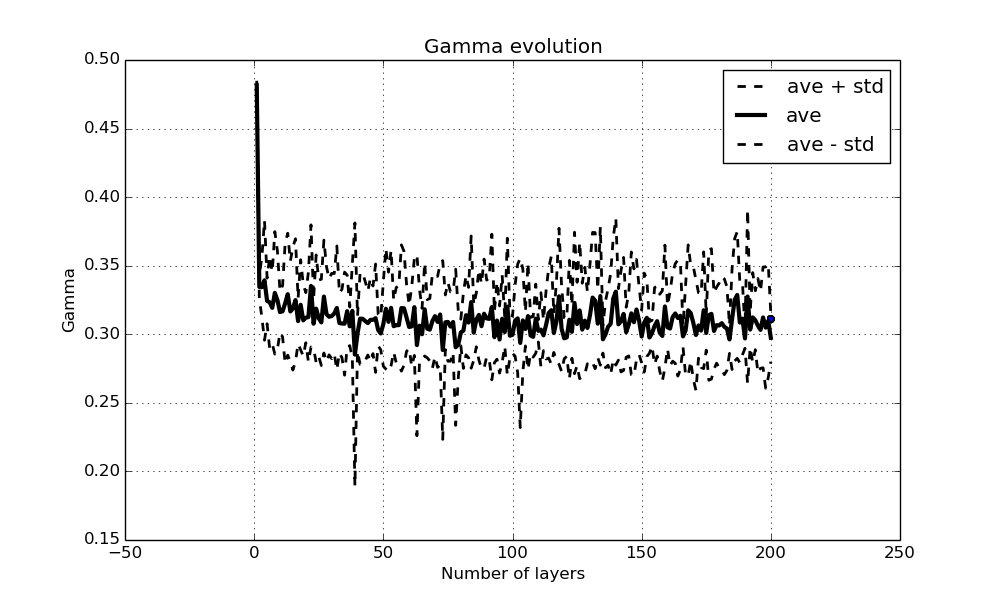 Gamma evolution
0.50
0.45
0.40
0.35
0.30
0.25
0.20
0.15
Gamma
ave + std
ave
ave - std
−50 0 50 100 150 200 250
Number of layers